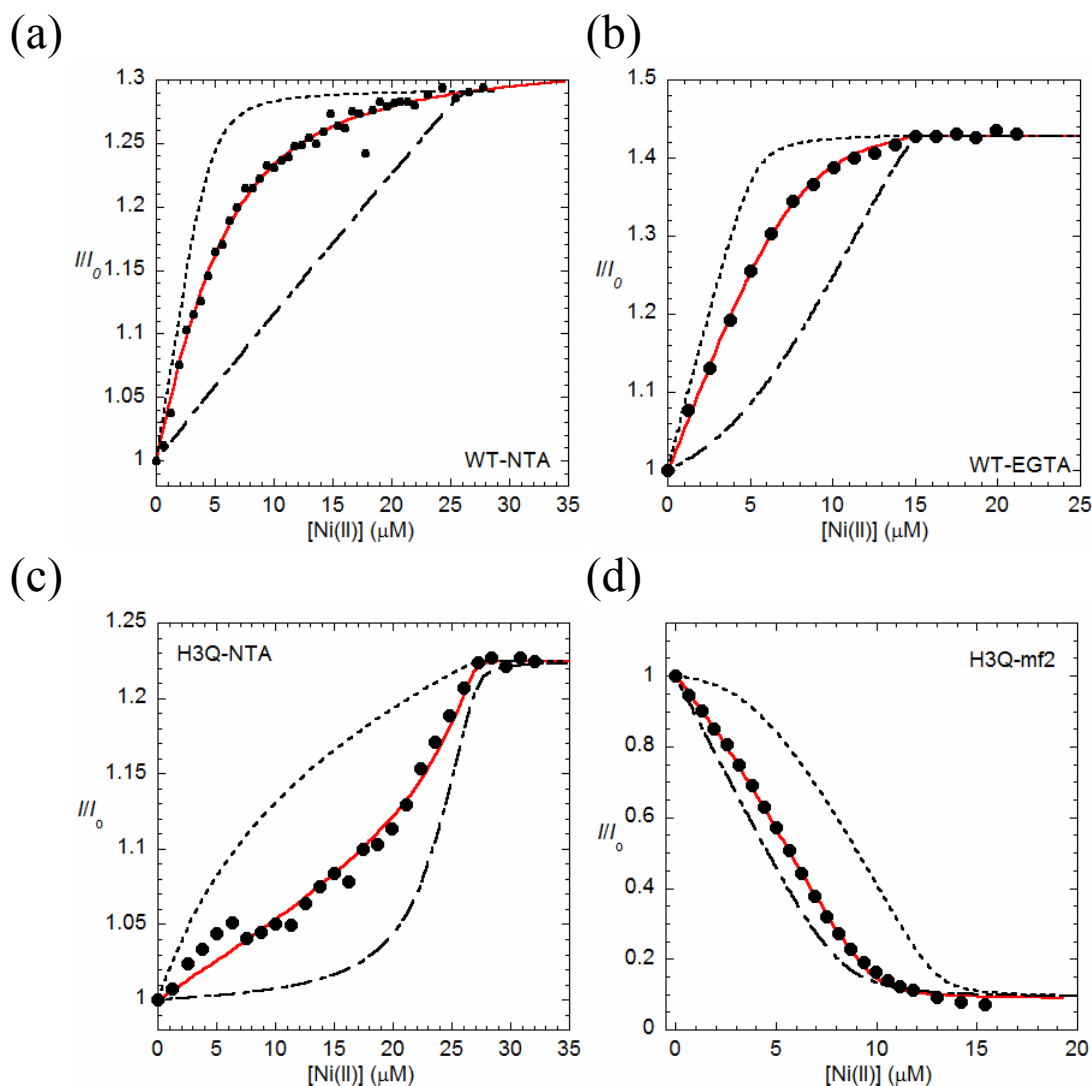 (a)
1.3
1.25
1.2
1.15
1.1
1.05
1
I/I0
0 5 10 15 20 25 30 35
[Ni(II)] (μM)
WT-NTA
(b)
1.5
1.4
1.3
1.2
1.1
1
I/I0
0 5 10 15 20 25
[Ni(II)] (μM)
WT-EGTA
(c)
1.25
1.2
1.15
1.1
1.05
1
I/Io
0 5 10 15 20 25 30 35
[Ni(II)] (μM)
H3Q-NTA
(d)
1
0.8
0.6
0.4
0.2
0
I/Io
0 5 10 15 20
[Ni(II)] (μM)
H3Q-mf2